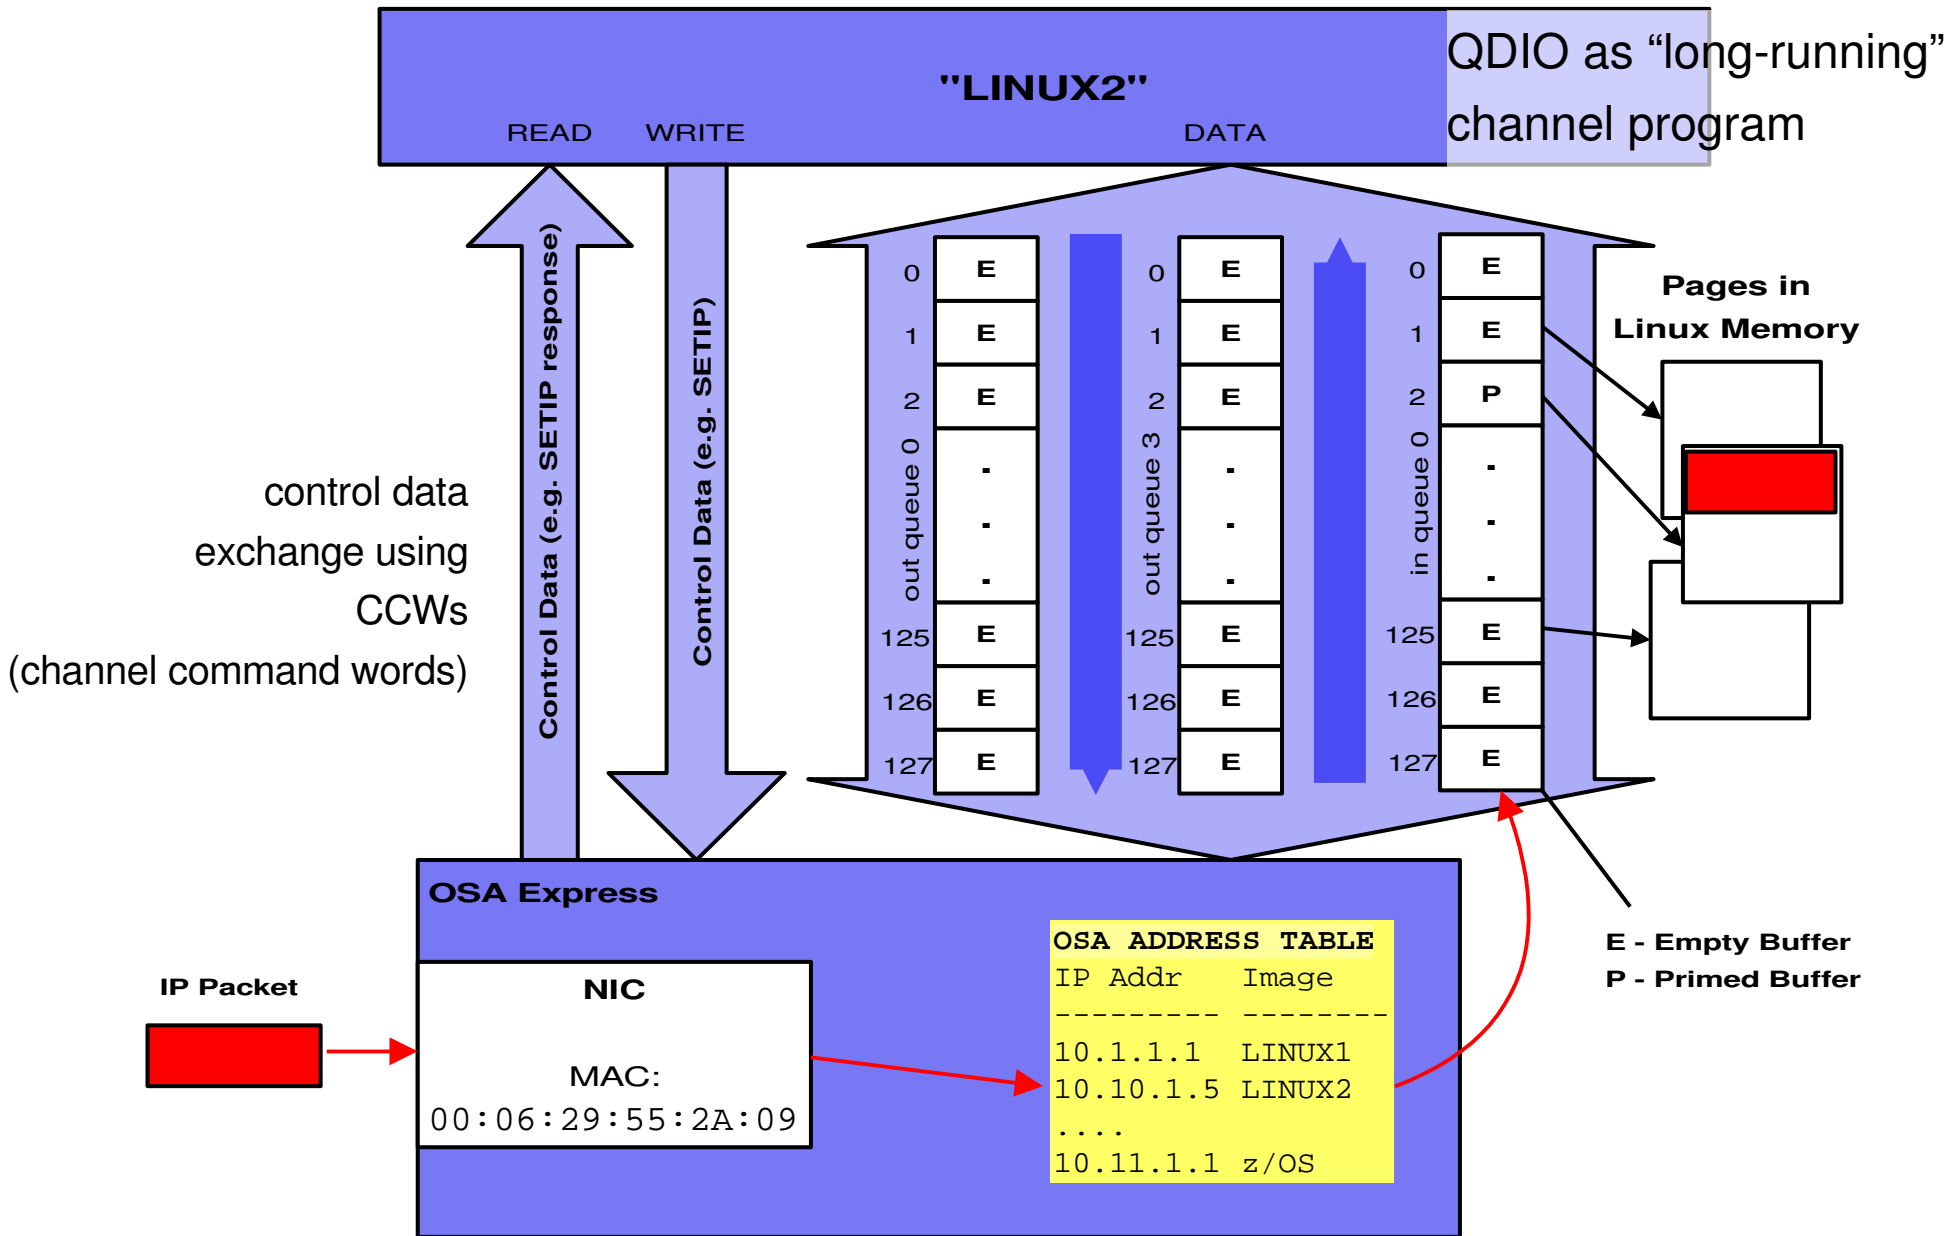 "LINUX2"
QDIO as “long-running”
channel program
READ
WRITE
DATA
control data
exchange using
CCWs
(channel command words)
Control Data (e.g. SETIP response)
Control Data (e.g. SETIP)
out queue 0
0 E
1 E
2 E
-
-
-
125 E
126 E
127 E
out queue 3
0 E
1 E
2 E
-
-
-
125 E
126 E
127 E
in queue 0
0 E
1 E
2 P
-
-
-
125 E
126 E
127 E
Pages in
Linux Memory
E - Empty Buffer
P - Primed Buffer
OSA Express
IP Packet
NIC
MAC:
00:06:29:55:2A:09
OSA ADDRESS TABLE
IP Addr Image
--------- --------
10.1.1.1 LINUX1
10.10.1.5 LINUX2
....
10.11.1.1 z/OS